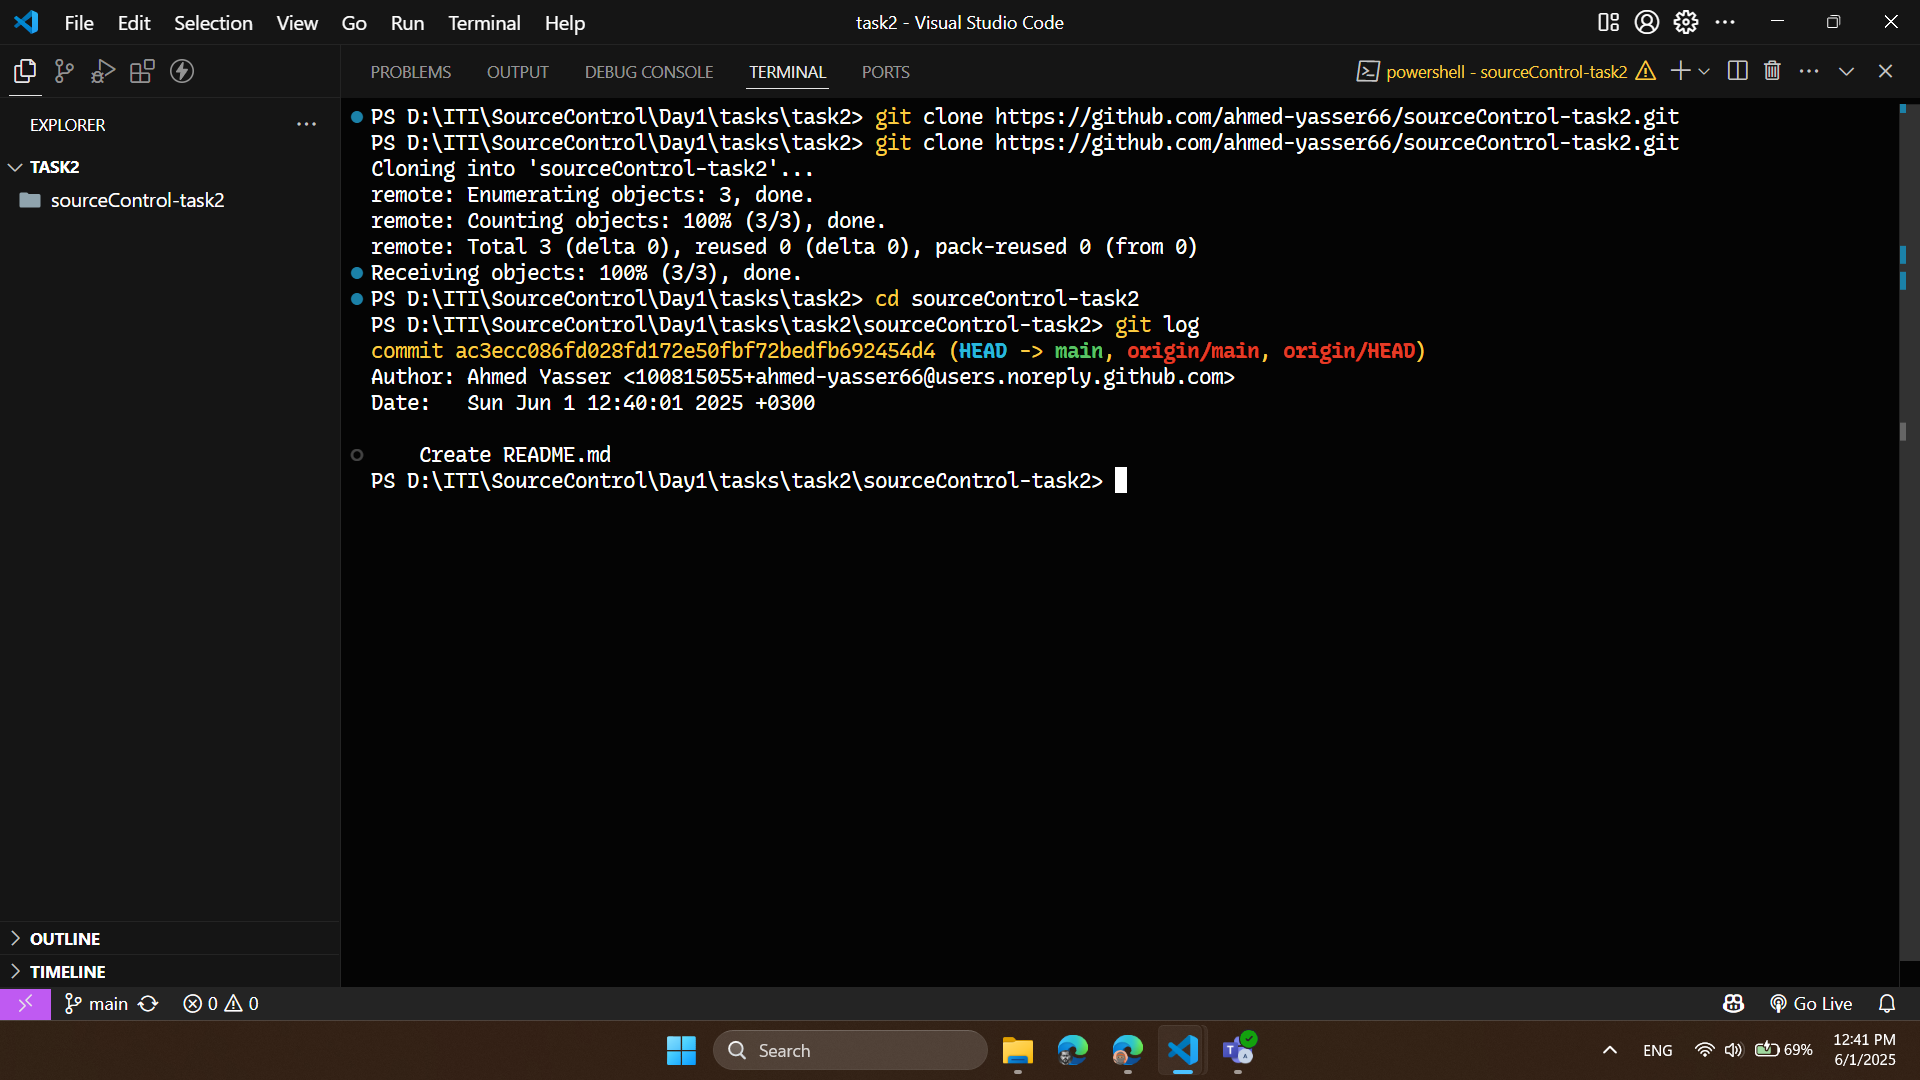 File Edit Selection View Go Run Terminal Help
task2 - Visual Studio Code
PROBLEMS OUTPUT DEBUG CONSOLE TERMINAL PORTS
powershell - sourceControl-task2
EXPLORER
TASK2
sourceControl-task2
PS D:\ITI\SourceControl\Day1\tasks\task2> git clone https://github.com/ahmed-yasser66/sourceControl-task2.git
PS D:\ITI\SourceControl\Day1\tasks\task2> git clone https://github.com/ahmed-yasser66/sourceControl-task2.git
Cloning into 'sourceControl-task2'...
remote: Enumerating objects: 3, done.
remote: Counting objects: 100% (3/3), done.
remote: Total 3 (delta 0), reused 0 (delta 0), pack-reused 0 (from 0)
Receiving objects: 100% (3/3), done.
PS D:\ITI\SourceControl\Day1\tasks\task2> cd sourceControl-task2
PS D:\ITI\SourceControl\Day1\tasks\task2\sourceControl-task2> git log
commit ac3ecc086fd028fd172e50fbf72bedfb692454d4 (HEAD -> main, origin/main, origin/HEAD)
Author: Ahmed Yasser <100815055+ahmed-yasser66@users.noreply.github.com>
Date:   Sun Jun 1 12:40:01 2025 +0300
    Create README.md
PS D:\ITI\SourceControl\Day1\tasks\task2\sourceControl-task2>
OUTLINE
TIMELINE
main 0 0
Go Live
Search
ENG
69%
12:41 PM
6/1/2025